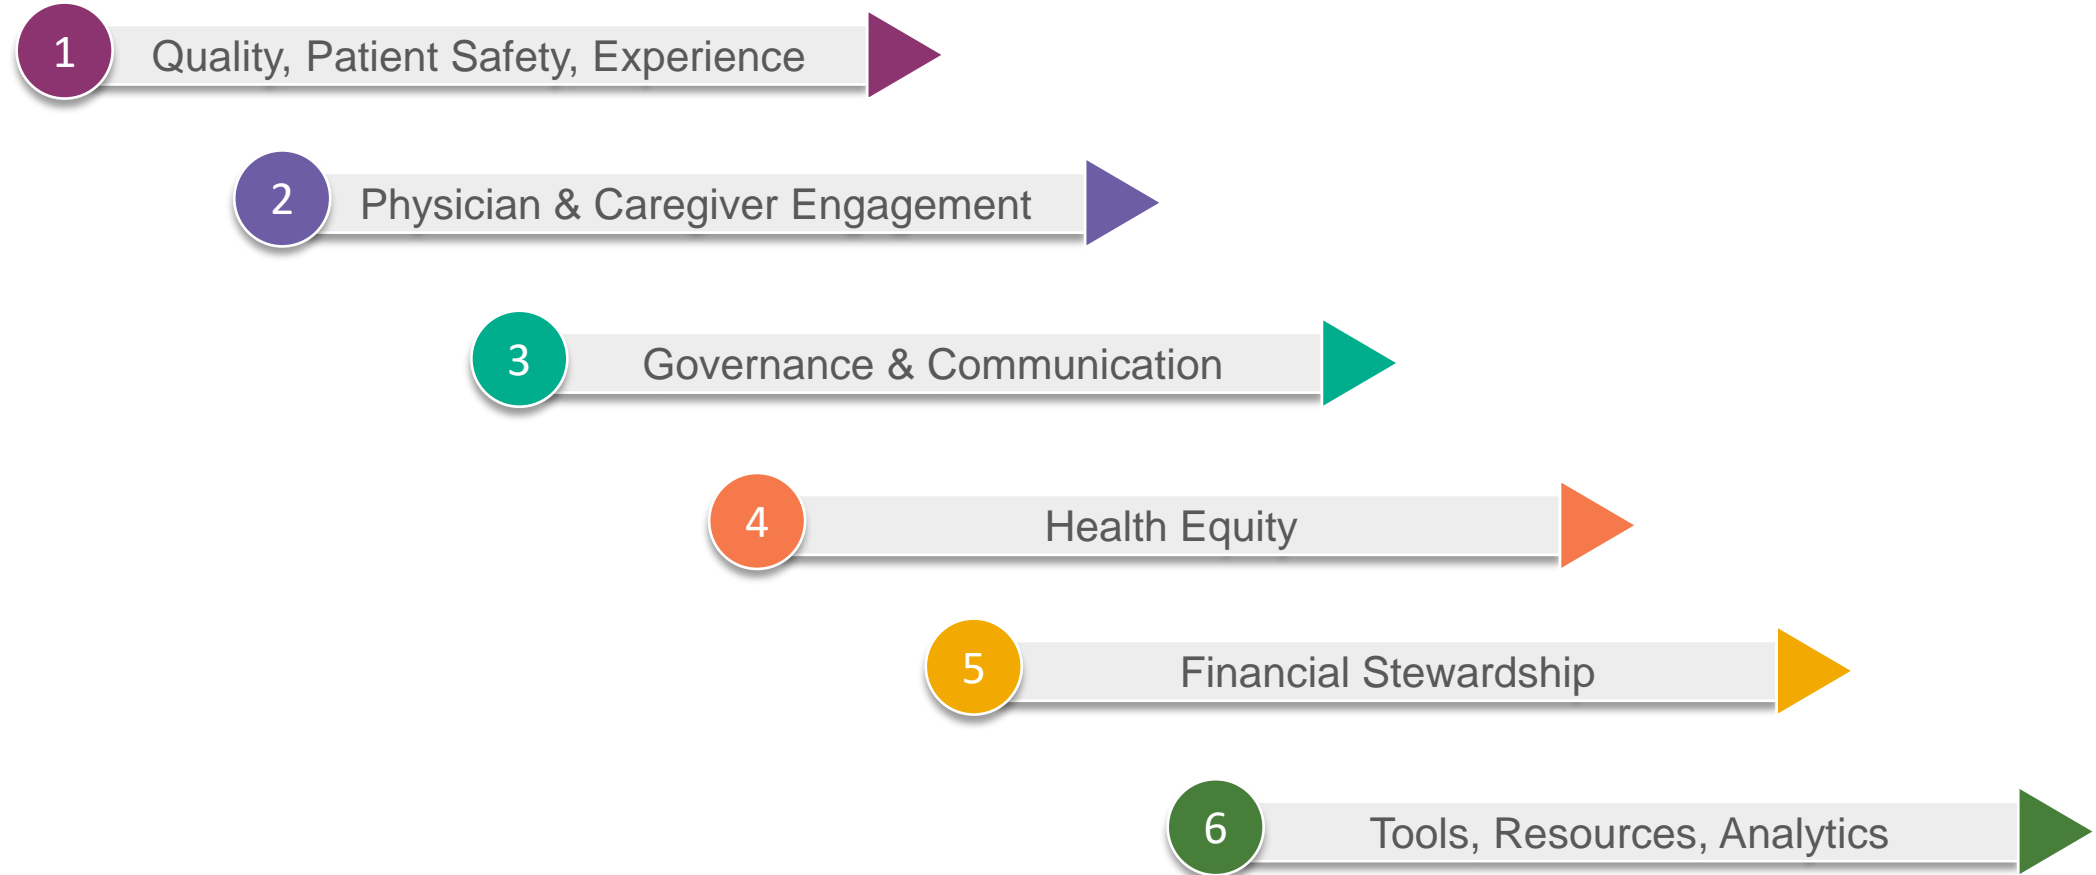 1 Quality, Patient Safety, Experience
2 Physician & Caregiver Engagement
3 Governance & Communication
4 Health Equity
5 Financial Stewardship
6 Tools, Resources, Analytics